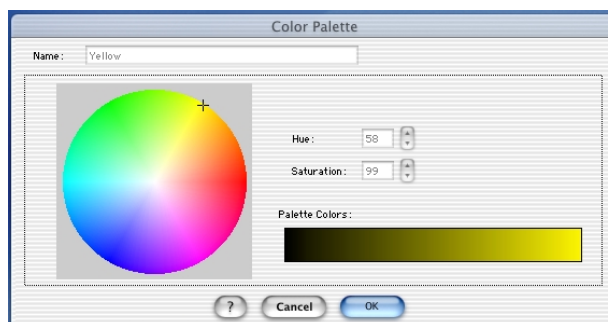 Color Palette
Name: Yellow
Hue: 58
Saturation: 99
Palette Colors:
? Cancel OK